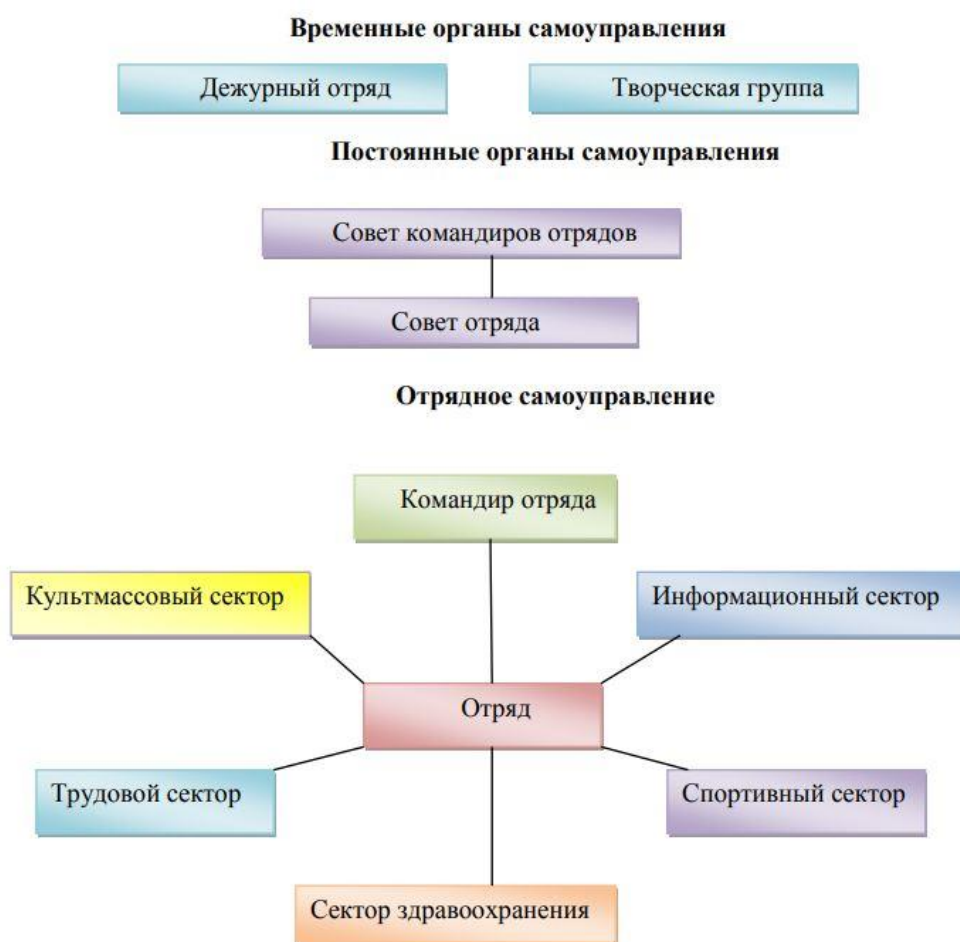 Временные органы самоуправления
Дежурный отряд
Творческая группа
Постоянные органы самоуправления
Совет командиров отрядов
Совет отряда
Отрядное самоуправление
Командир отряда
Культмассовый сектор
Информационный сектор
Отряд
Трудовой сектор
Спортивный сектор
Сектор здравоохранения